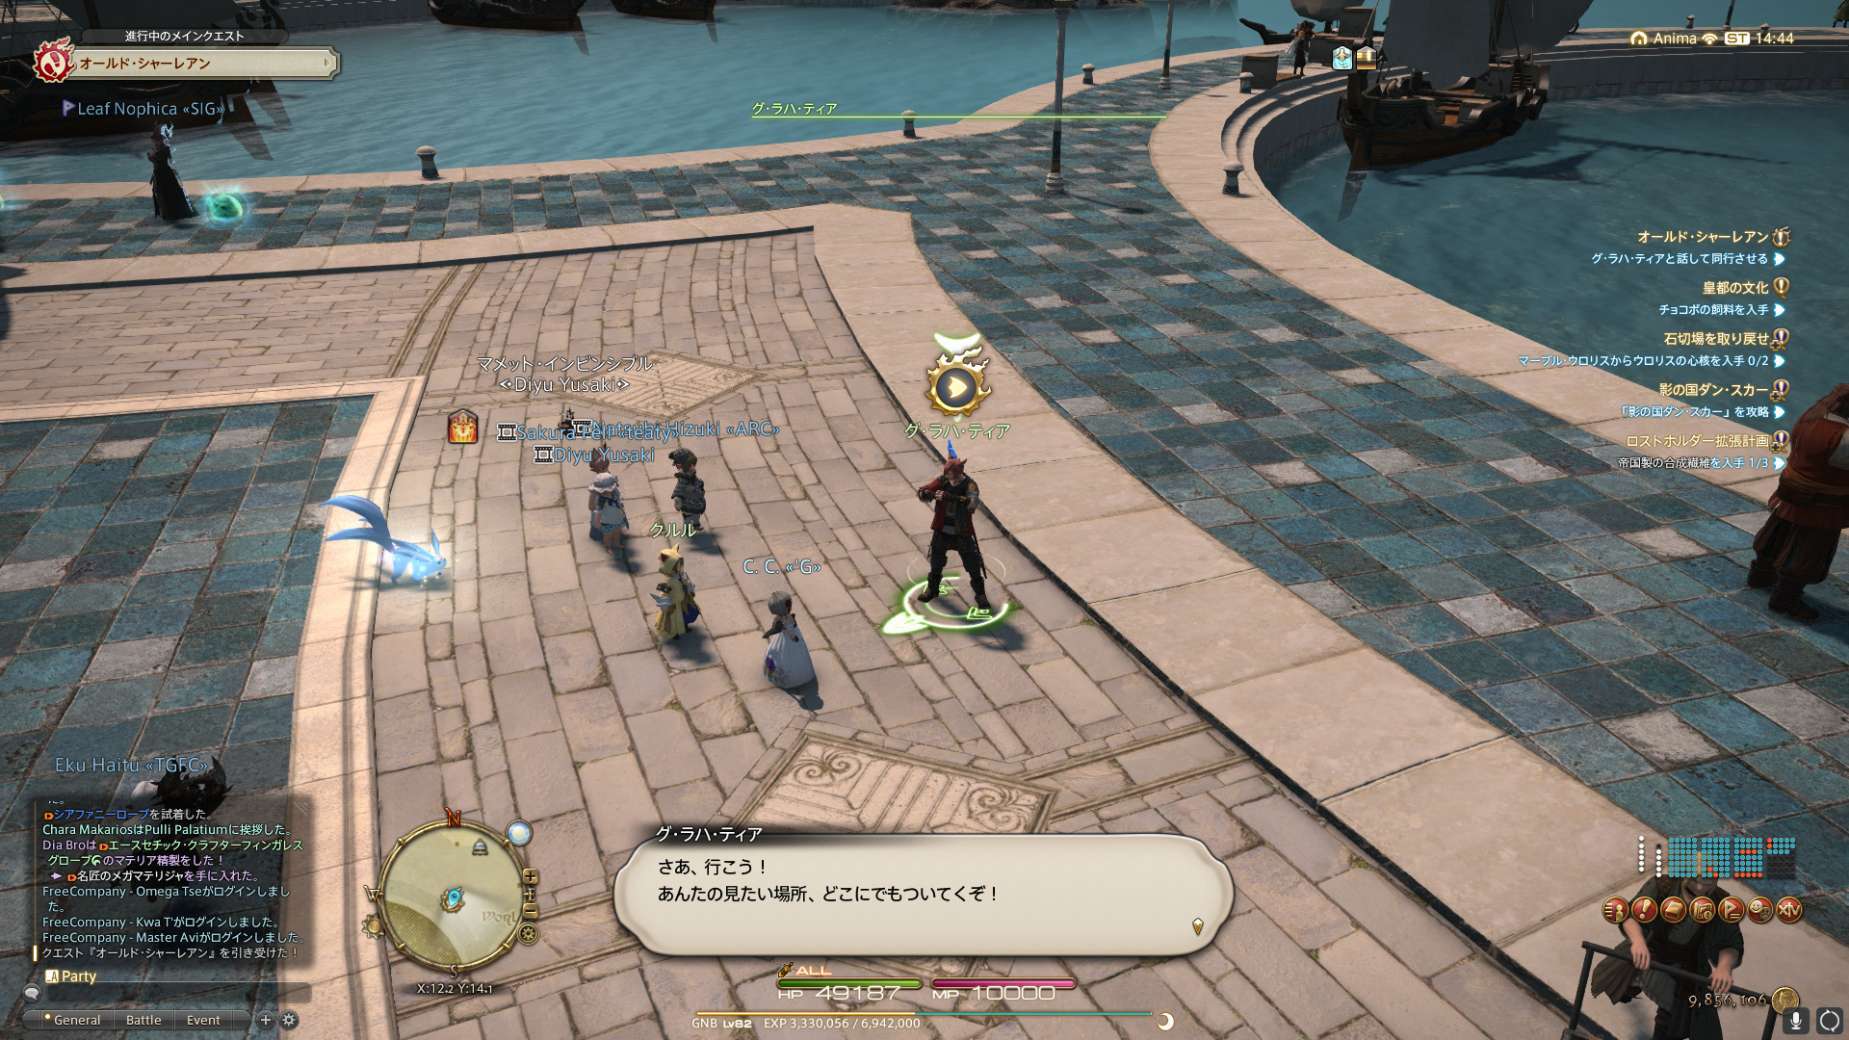 進行中のメインクエスト
オールド・シャーレアン
Leaf Nophica «SIG»
グ・ラハ・ティア
Anima ST 14:44
オールド・シャーレアン
グ・ラハ・ティアと話して同行させる
皇都の文化
チョコボの飼料を入手
石切場を取り戻せ
マーブル・ウロリスからウロリスの心核を入手 0/2
影の国ダン・スカー
「影の国ダン・スカー」を攻略
ロストホルダー拡張計画
帝国製の合成繊維を入手 1/3
マメット・インビンシブル
«Diyu Yusaki»
Diyu Yusaki
グ・ラハ・ティア
クルル
C. C. «'G»
Eku Haitu «TGFC»
た。
シアファニーローブを試着した。
Chara MakariosはPulli Palatiumに挨拶した。
Dia Broはエースセチック・クラフターフィンガレス
グローブのマテリア精製をした！
名匠のメガマテリジャを手に入れた。
FreeCompany - Omega Tseがログインしまし
た。
FreeCompany - Kwa T'がログインしました。
FreeCompany - Master Aviがログインしました。
クエスト『オールド・シャーレアン』を引き受けた！
Party
General Battle Event
N
W
S
X:12.2 Y:14.1
グ・ラハ・ティア
さあ、行こう！
あんたの見たい場所、どこにでもついてくぞ！
ALL
HP 49187 MP 10000
GNB Lv82 EXP 3,330,056 / 6,942,000
XIV
9,856,106